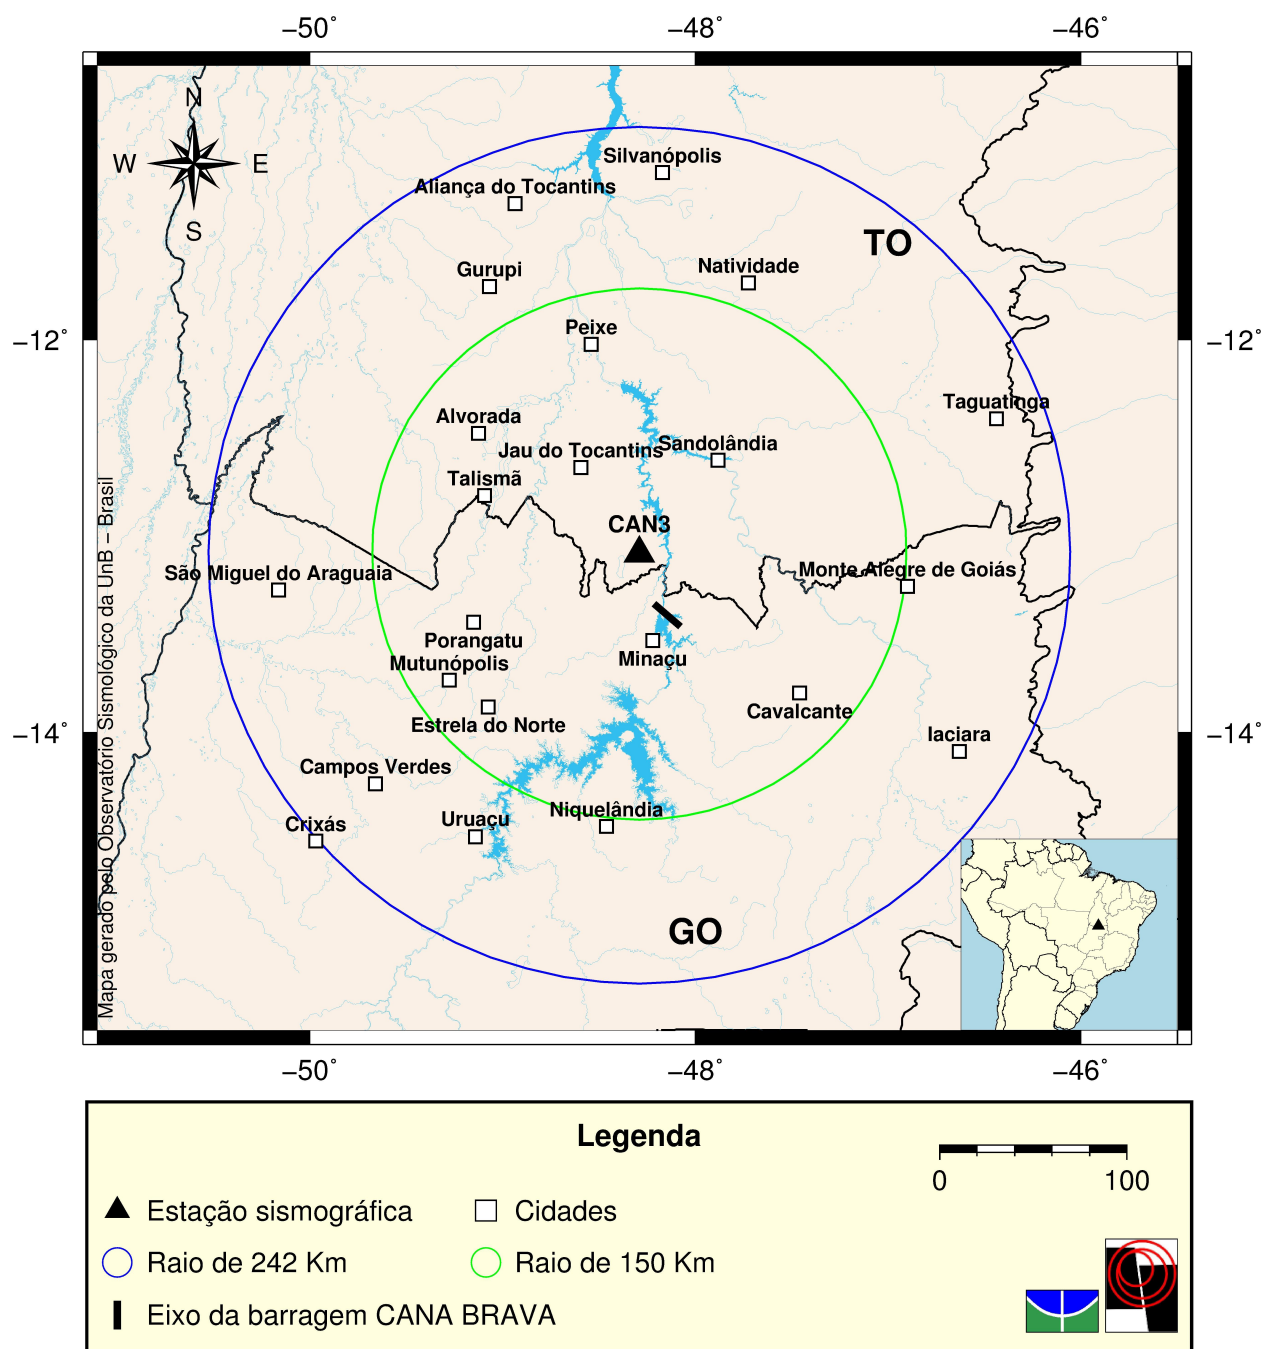 −50˚ −48˚ −46˚
N
W E
S
Silvanópolis
Aliança do Tocantins
TO
Gurupi
Natividade
Peixe
−12˚ −12˚
Taguatinga
Alvorada
Sandolândia
Jau do Tocantins
Talismã
CAN3
São Miguel do Araguaia
Monte Alegre de Goiás
Porangatu
Minaçu
Mutunópolis
Cavalcante
Estrela do Norte
−14˚ −14˚
Iaciara
Campos Verdes
Niquelândia
Uruaçu
Crixás
GO
Mapa gerado pelo Observatório Sismológico da UnB – Brasil
−50˚ −48˚ −46˚
Legenda
0 100
Estação sismográfica
Cidades
Raio de 242 Km
Raio de 150 Km
Eixo da barragem CANA BRAVA